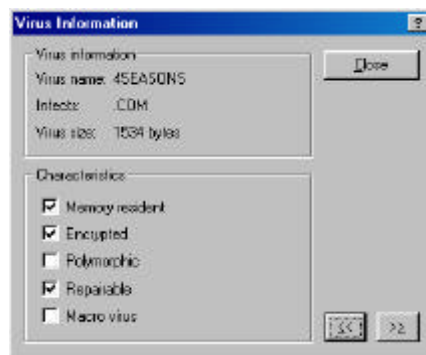 Virus Information
?
Virus information
Close
Virus name: 4SEASONS
Infects: .COM
Virus size: 1534 bytes
Characteristics
Memory resident
Encrypted
Polymorphic
Repairable
Macro virus
<< >>